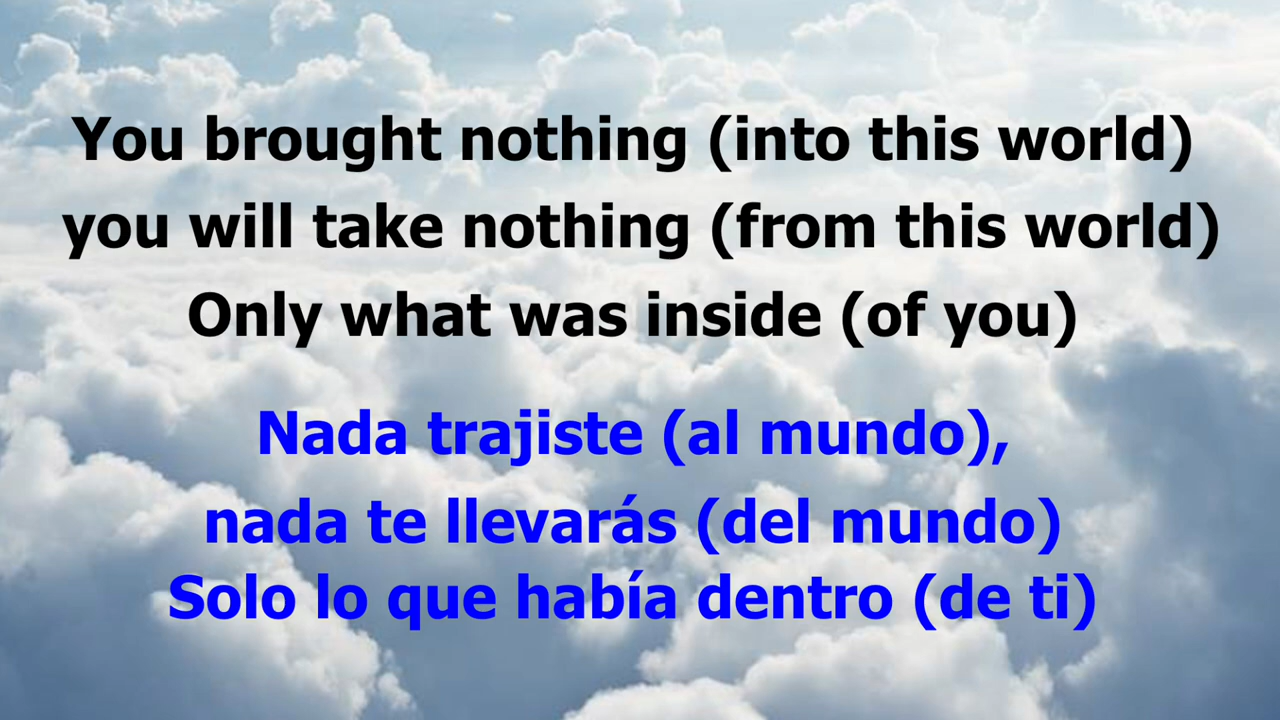 You brought nothing (into this world)
you will take nothing (from this world)
Only what was inside (of you)
Nada trajiste (al mundo),
nada te llevarás (del mundo)
Solo lo que había dentro (de ti)